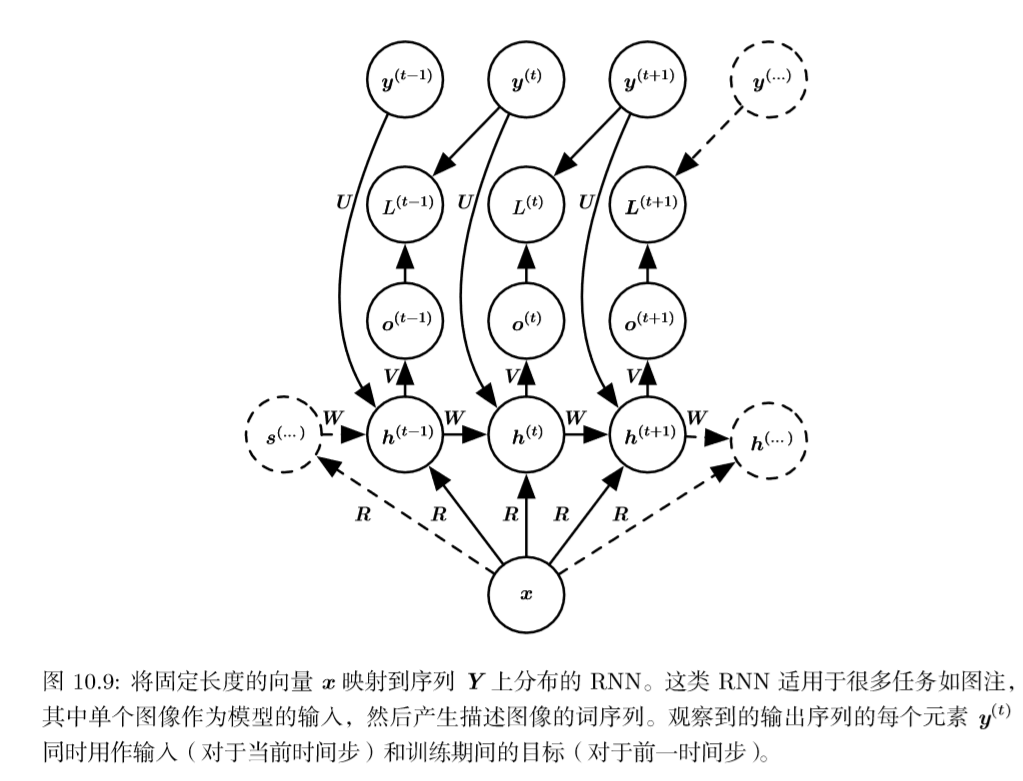 y(t−1) y(t) y(t+1) y(...)
U L(t−1) U L(t) U L(t+1)
o(t−1) o(t) o(t+1)
V V V
s(...) W h(t−1) W h(t) W h(t+1) W h(...)
R R R R R
x
图 10.9: 将固定长度的向量 x 映射到序列 Y 上分布的 RNN。这类 RNN 适用于很多任务如图注，
其中单个图像作为模型的输入，然后产生描述图像的词序列。观察到的输出序列的每个元素 y(t)
同时用作输入（对于当前时间步）和训练期间的目标（对于前一时间步）。